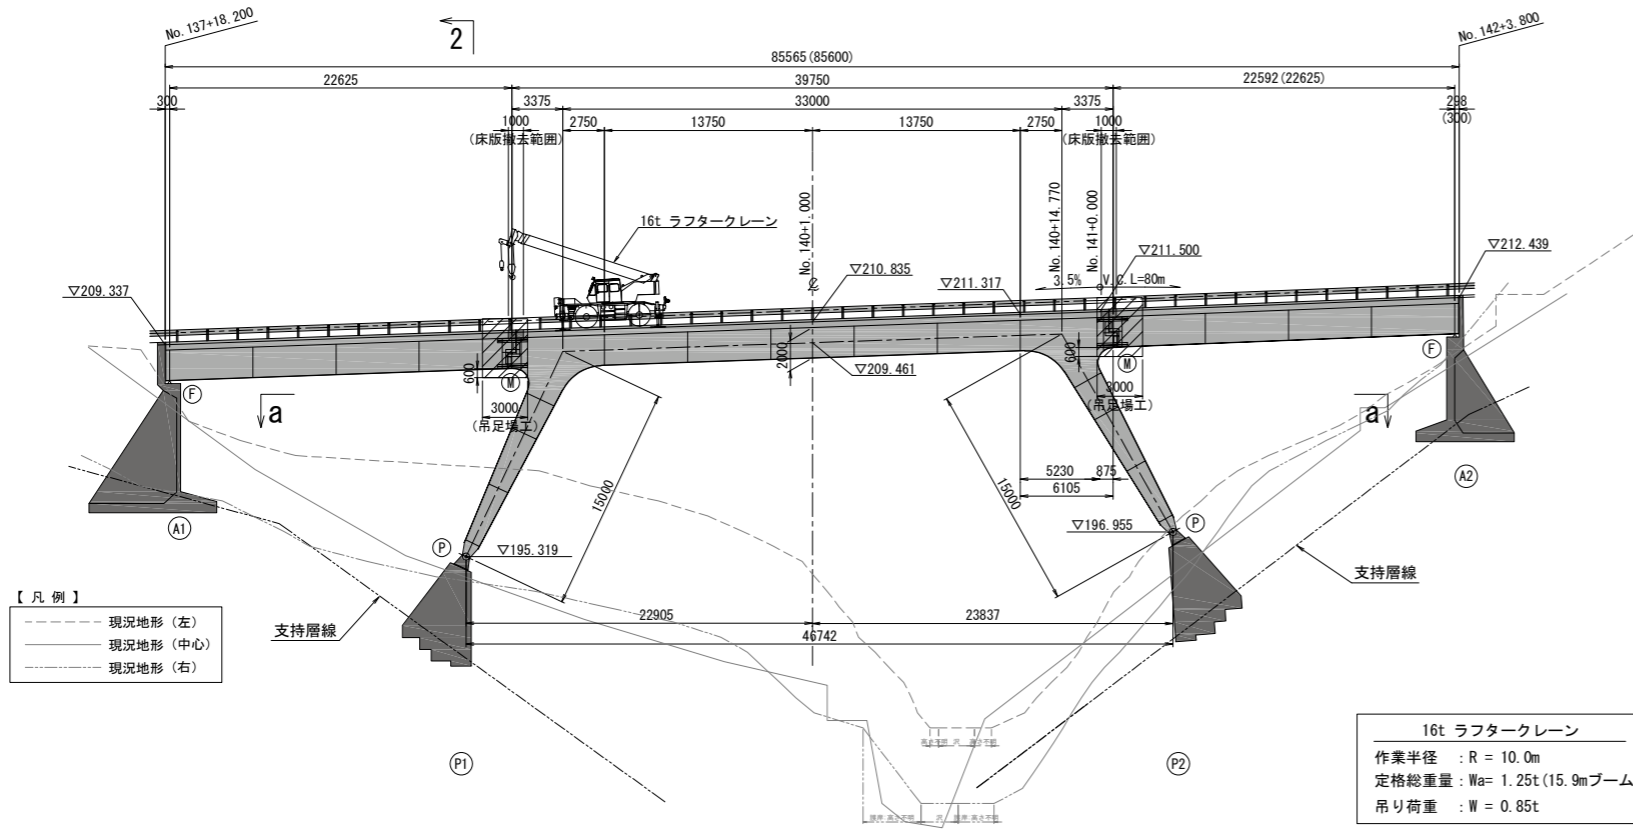 No.137+18.200
2
No.142+3.800
85565(85600)
22625
39750
22592(22625)
300
3375
33000
3375
298
(300)
1000
2750
13750
13750
2750
1000
(床版撤去範囲)
(床版撤去範囲)
No.140+1.000
No.140+14.770
No.141+0.000
16t ラフタークレーン
▽209.337
▽210.835
▽211.317
3.5%
V.C.L=80m
▽211.500
▽212.439
600
M
2000
▽209.461
600
M
F
F
3000
(吊足場工)
3000
(吊足場工)
a
a
15000
15000
5230
875
6105
A1
A2
P
▽195.319
▽196.955
P
支持層線
支持層線
22905
23837
46742
【 凡 例 】
現況地形 (左)
現況地形 (中心)
現況地形 (右)
P1
P2
16t ラフタークレーン
作業半径 : R = 10.0m
定格総重量 : Wa= 1.25t(15.9mブーム
吊り荷重 : W = 0.85t